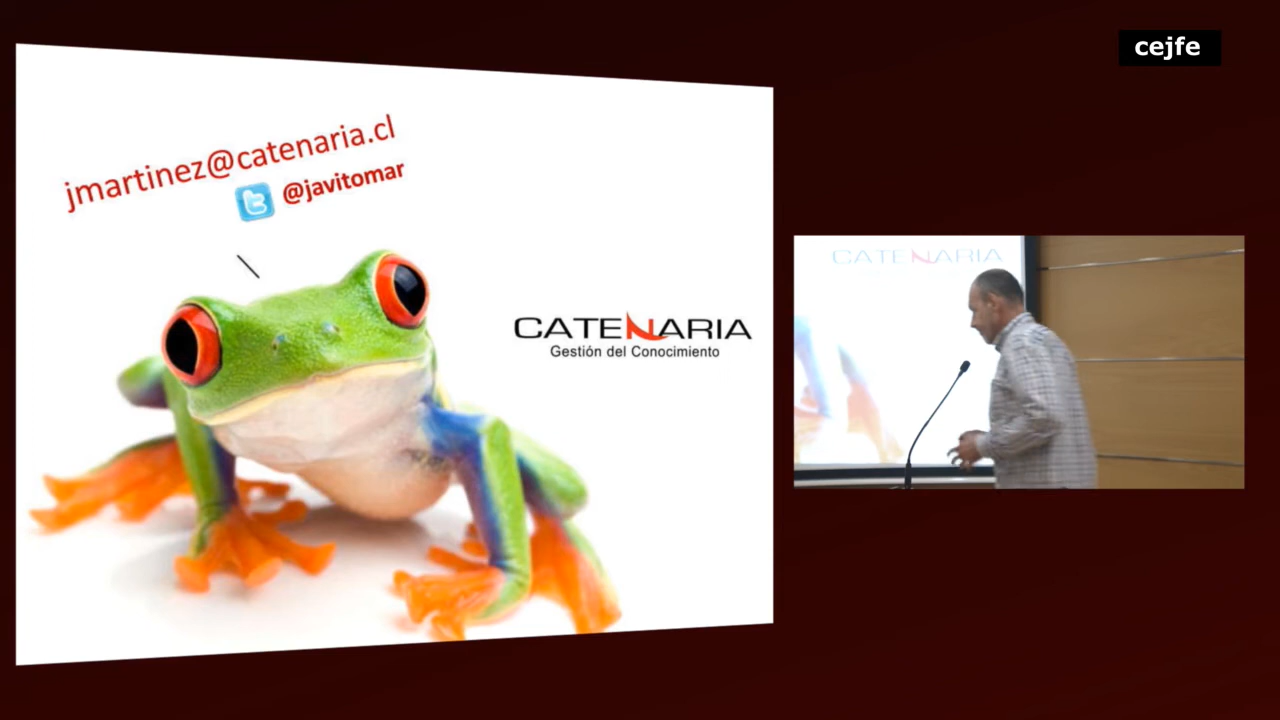 cejfe
jmartinez@catenaria.cl
@javitomar
CATENARIA
Gestión del Conocimiento
CATENARIA